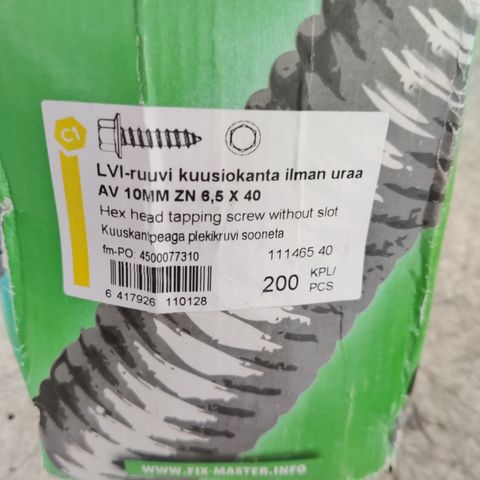 C1
LVI-ruuvi kuusiokanta ilman uraa
AV 10MM ZN 6,5 X 40
Hex head tapping screw without slot
Kuuskantpeaga plekikruvi sooneta
fm-PO: 4500077310
111465 40
200 KPL/
PCS
6 417926 110128
WWW.FIX-MASTER.INFO